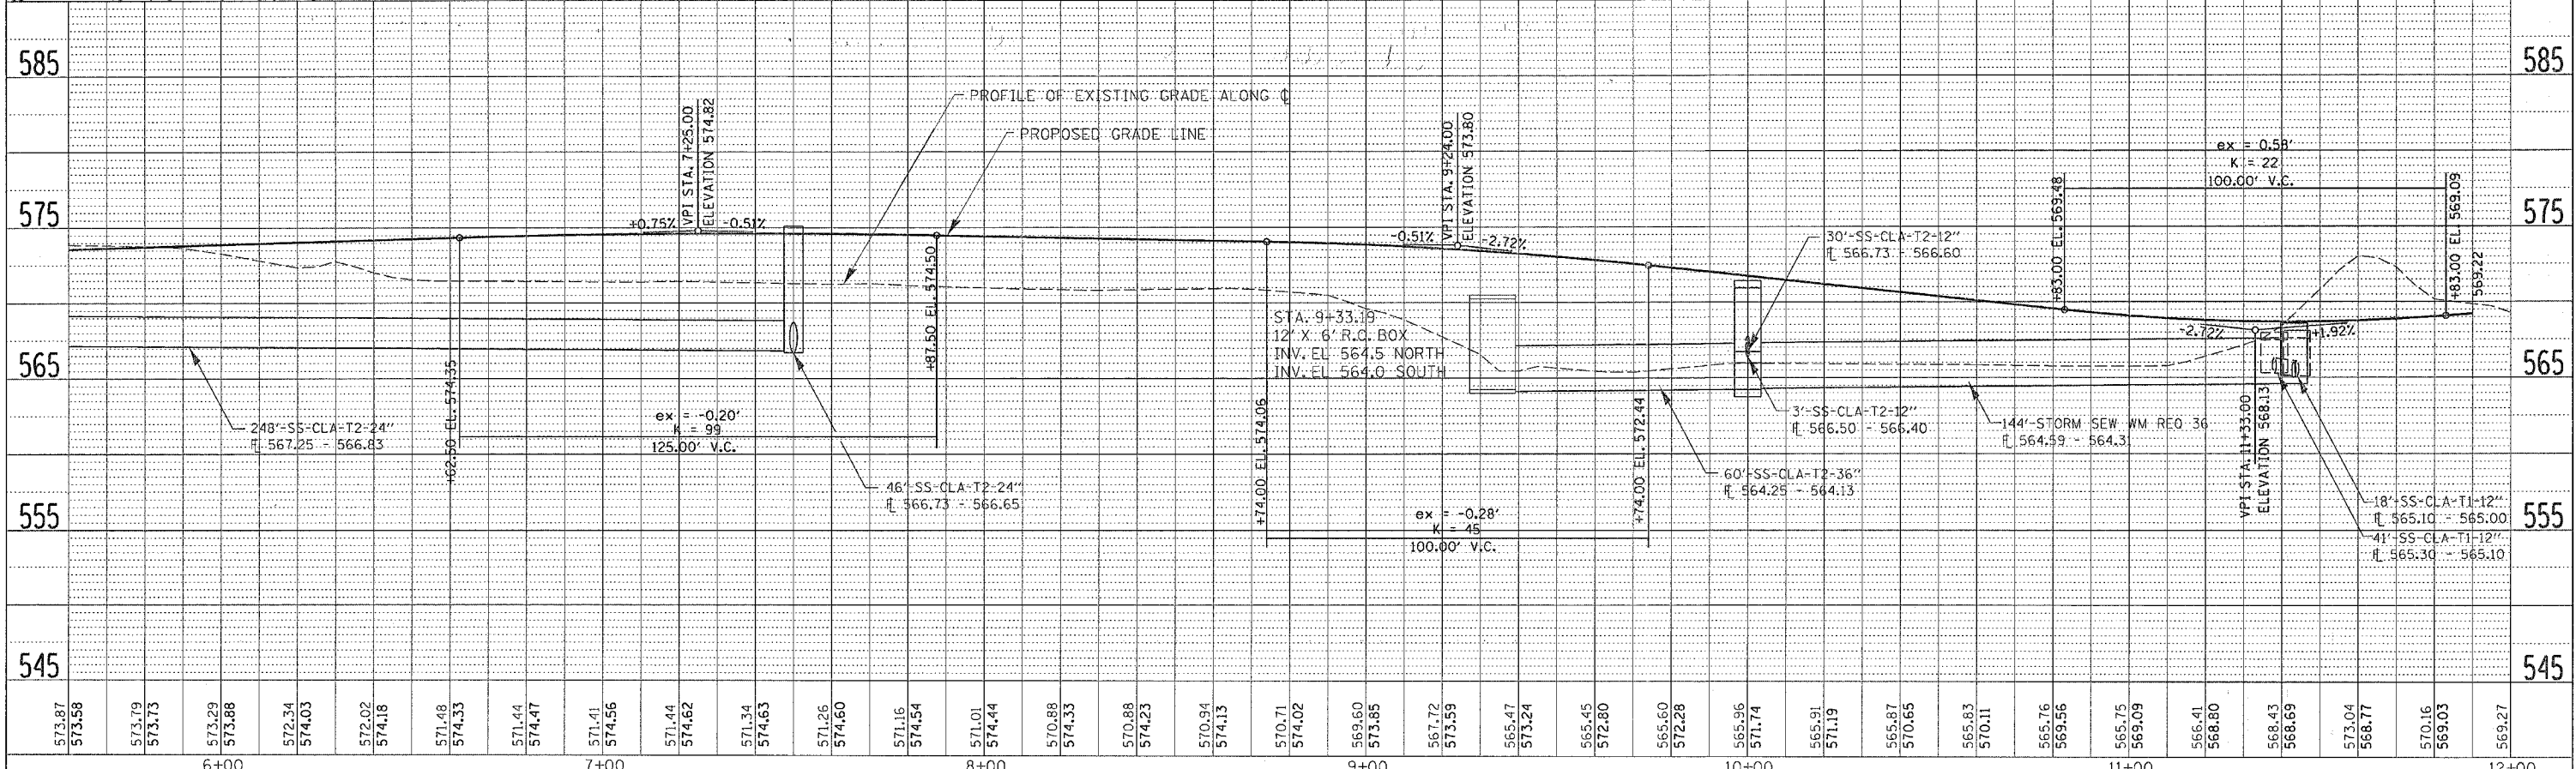 585
585
575
575
565
565
555
555
545
545
PROFILE OF EXISTING GRADE ALONG ℄
PROPOSED GRADE LINE
+0.75%
VPI STA. 7+25.00
ELEVATION 574.82
-0.51%
+62.50 EL. 574.35
+87.50 EL. 574.50
ex = -0.20'
K = 99
125.00' V.C.
248'-SS-CLA-T2-24"
FL 567.25 - 566.83
46'-SS-CLA-T2-24"
FL 566.73 - 566.65
-0.51%
VPI STA. 9+24.00
ELEVATION 573.80
-2.72%
STA. 9+33.19
12' X 6' R.C. BOX
INV. EL 564.5 NORTH
INV. EL 564.0 SOUTH
+74.00 EL. 574.06
+74.00 EL. 572.44
ex = -0.28'
K = 45
100.00' V.C.
30'-SS-CLA-T2-12"
FL 566.73 - 566.60
3'-SS-CLA-T2-12"
FL 566.50 - 566.40
60'-SS-CLA-T2-36"
FL 564.25 - 564.13
144'-STORM SEW WM REQ 36
FL 564.59 - 564.31
ex = 0.58'
K = 22
100.00' V.C.
+83.00 EL. 569.48
+83.00 EL. 569.09
569.22
-2.72%
+1.92%
VPI STA. 11+33.00
ELEVATION 568.13
18'-SS-CLA-T1-12"
FL 565.10 - 565.00
41'-SS-CLA-T1-12"
FL 565.30 - 565.10
573.87
573.58
573.79
573.73
573.29
573.88
572.34
574.03
572.02
574.18
571.48
574.33
571.44
574.47
571.41
574.56
571.44
574.62
571.34
574.63
571.26
574.60
571.16
574.54
571.01
574.44
570.88
574.33
570.88
574.23
570.94
574.13
570.71
574.02
569.60
573.85
567.72
573.59
565.47
573.24
565.45
572.80
565.60
572.28
565.96
571.74
565.91
571.19
565.87
570.65
565.83
570.11
565.76
569.56
565.75
569.09
566.41
568.80
568.43
568.69
573.04
568.77
570.16
569.03
569.27
6+00
7+00
8+00
9+00
10+00
11+00
12+00